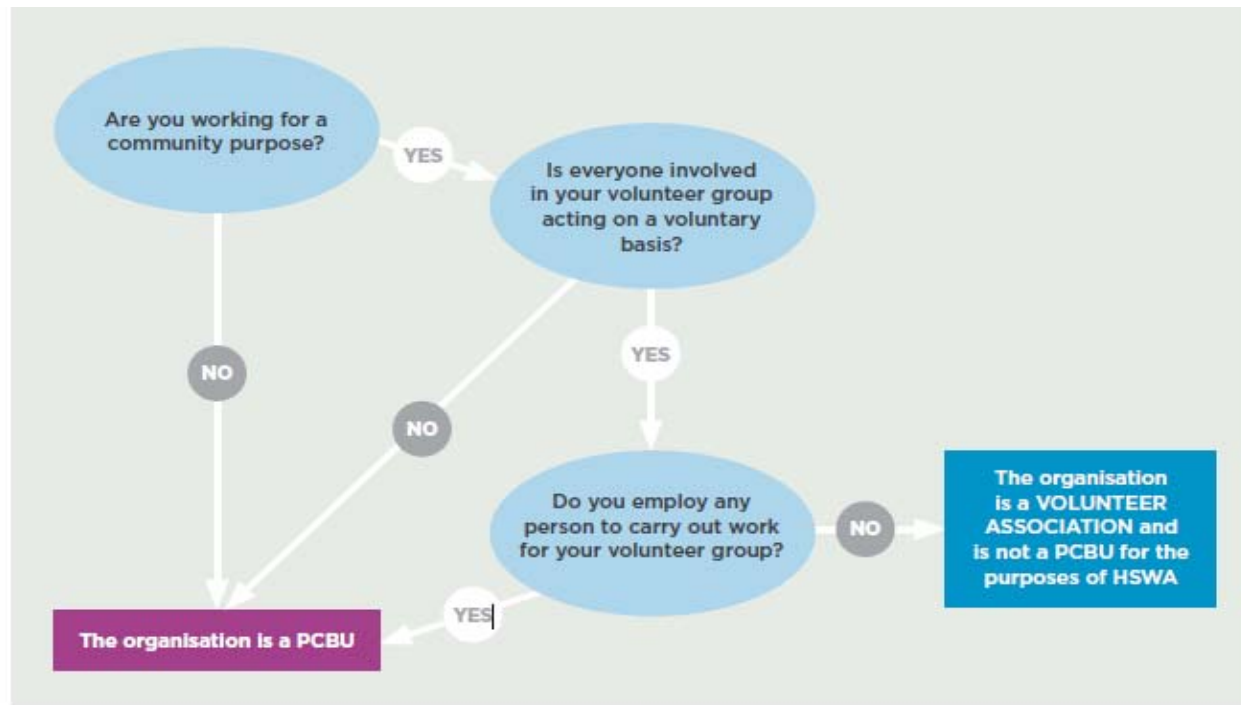 Are you working for a
community purpose?
YES
Is everyone involved
in your volunteer group
acting on a voluntary
basis?
NO
YES
NO
Do you employ any
person to carry out work
for your volunteer group?
NO
The organisation
is a VOLUNTEER
ASSOCIATION and
is not a PCBU for the
purposes of HSWA
YES
The organisation is a PCBU